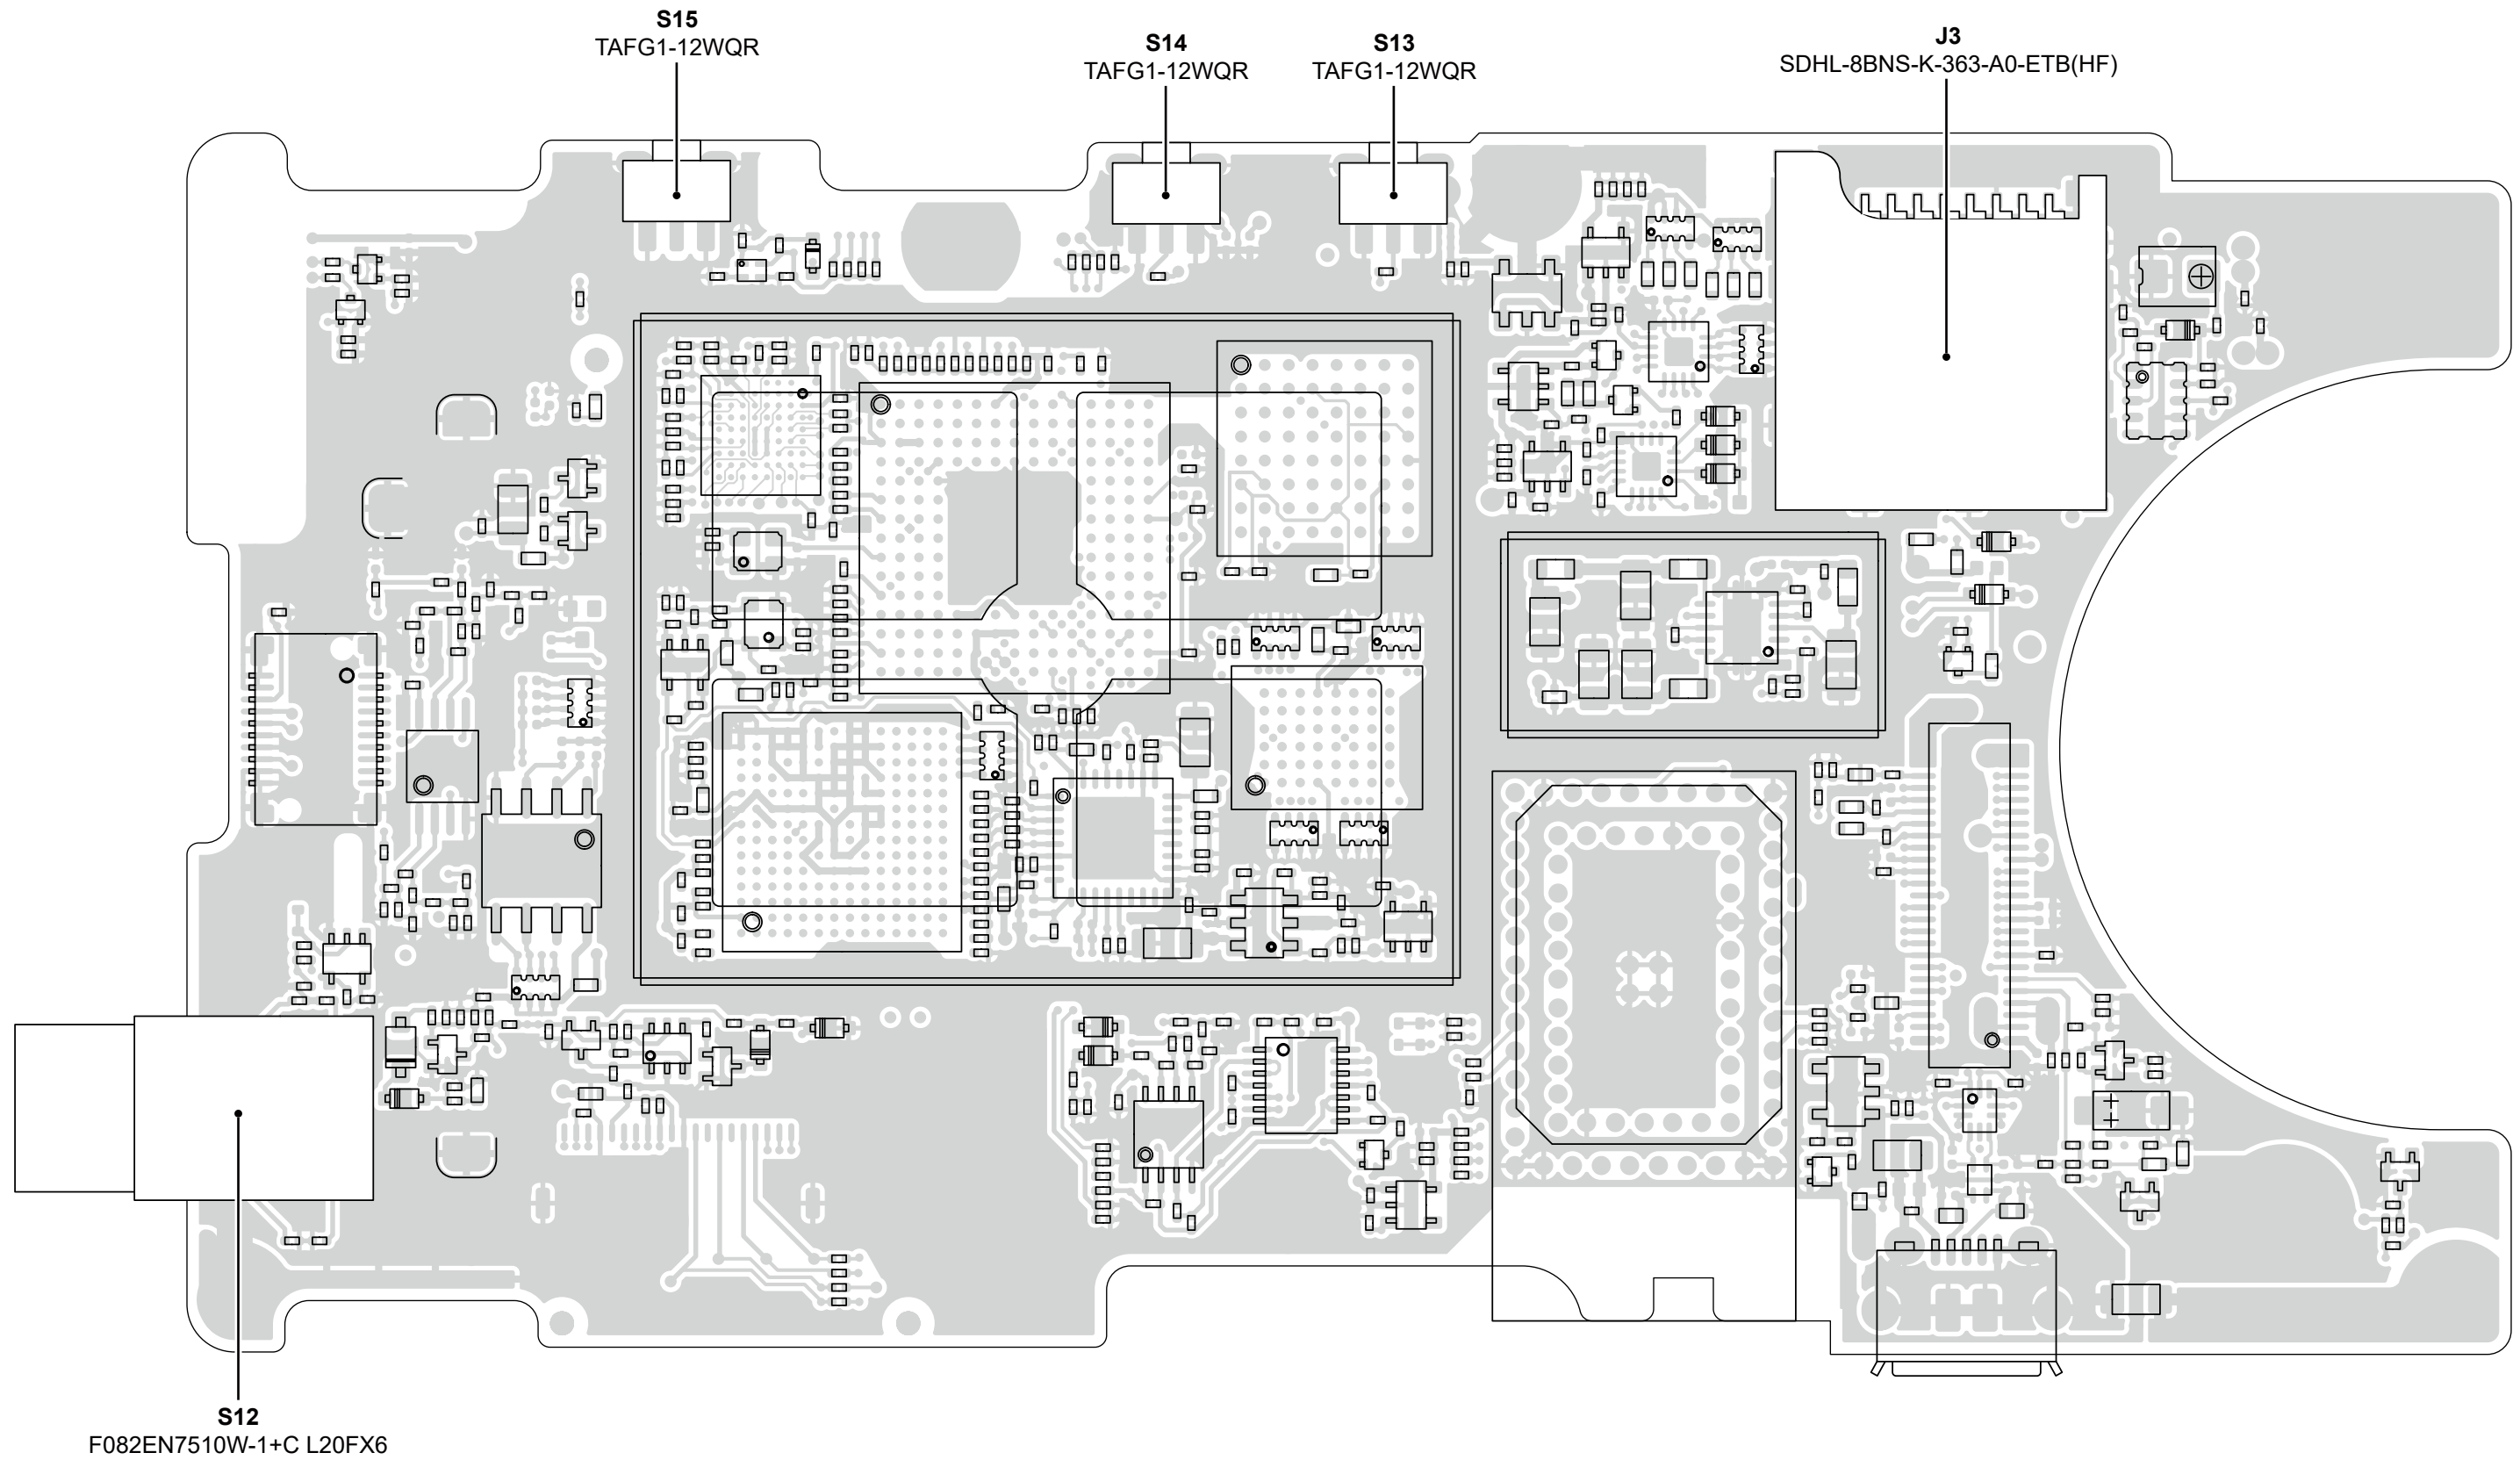 S15
TAFG1-12WQR
S14
TAFG1-12WQR
S13
TAFG1-12WQR
J3
SDHL-8BNS-K-363-A0-ETB(HF)
S12
F082EN7510W-1+C L20FX6